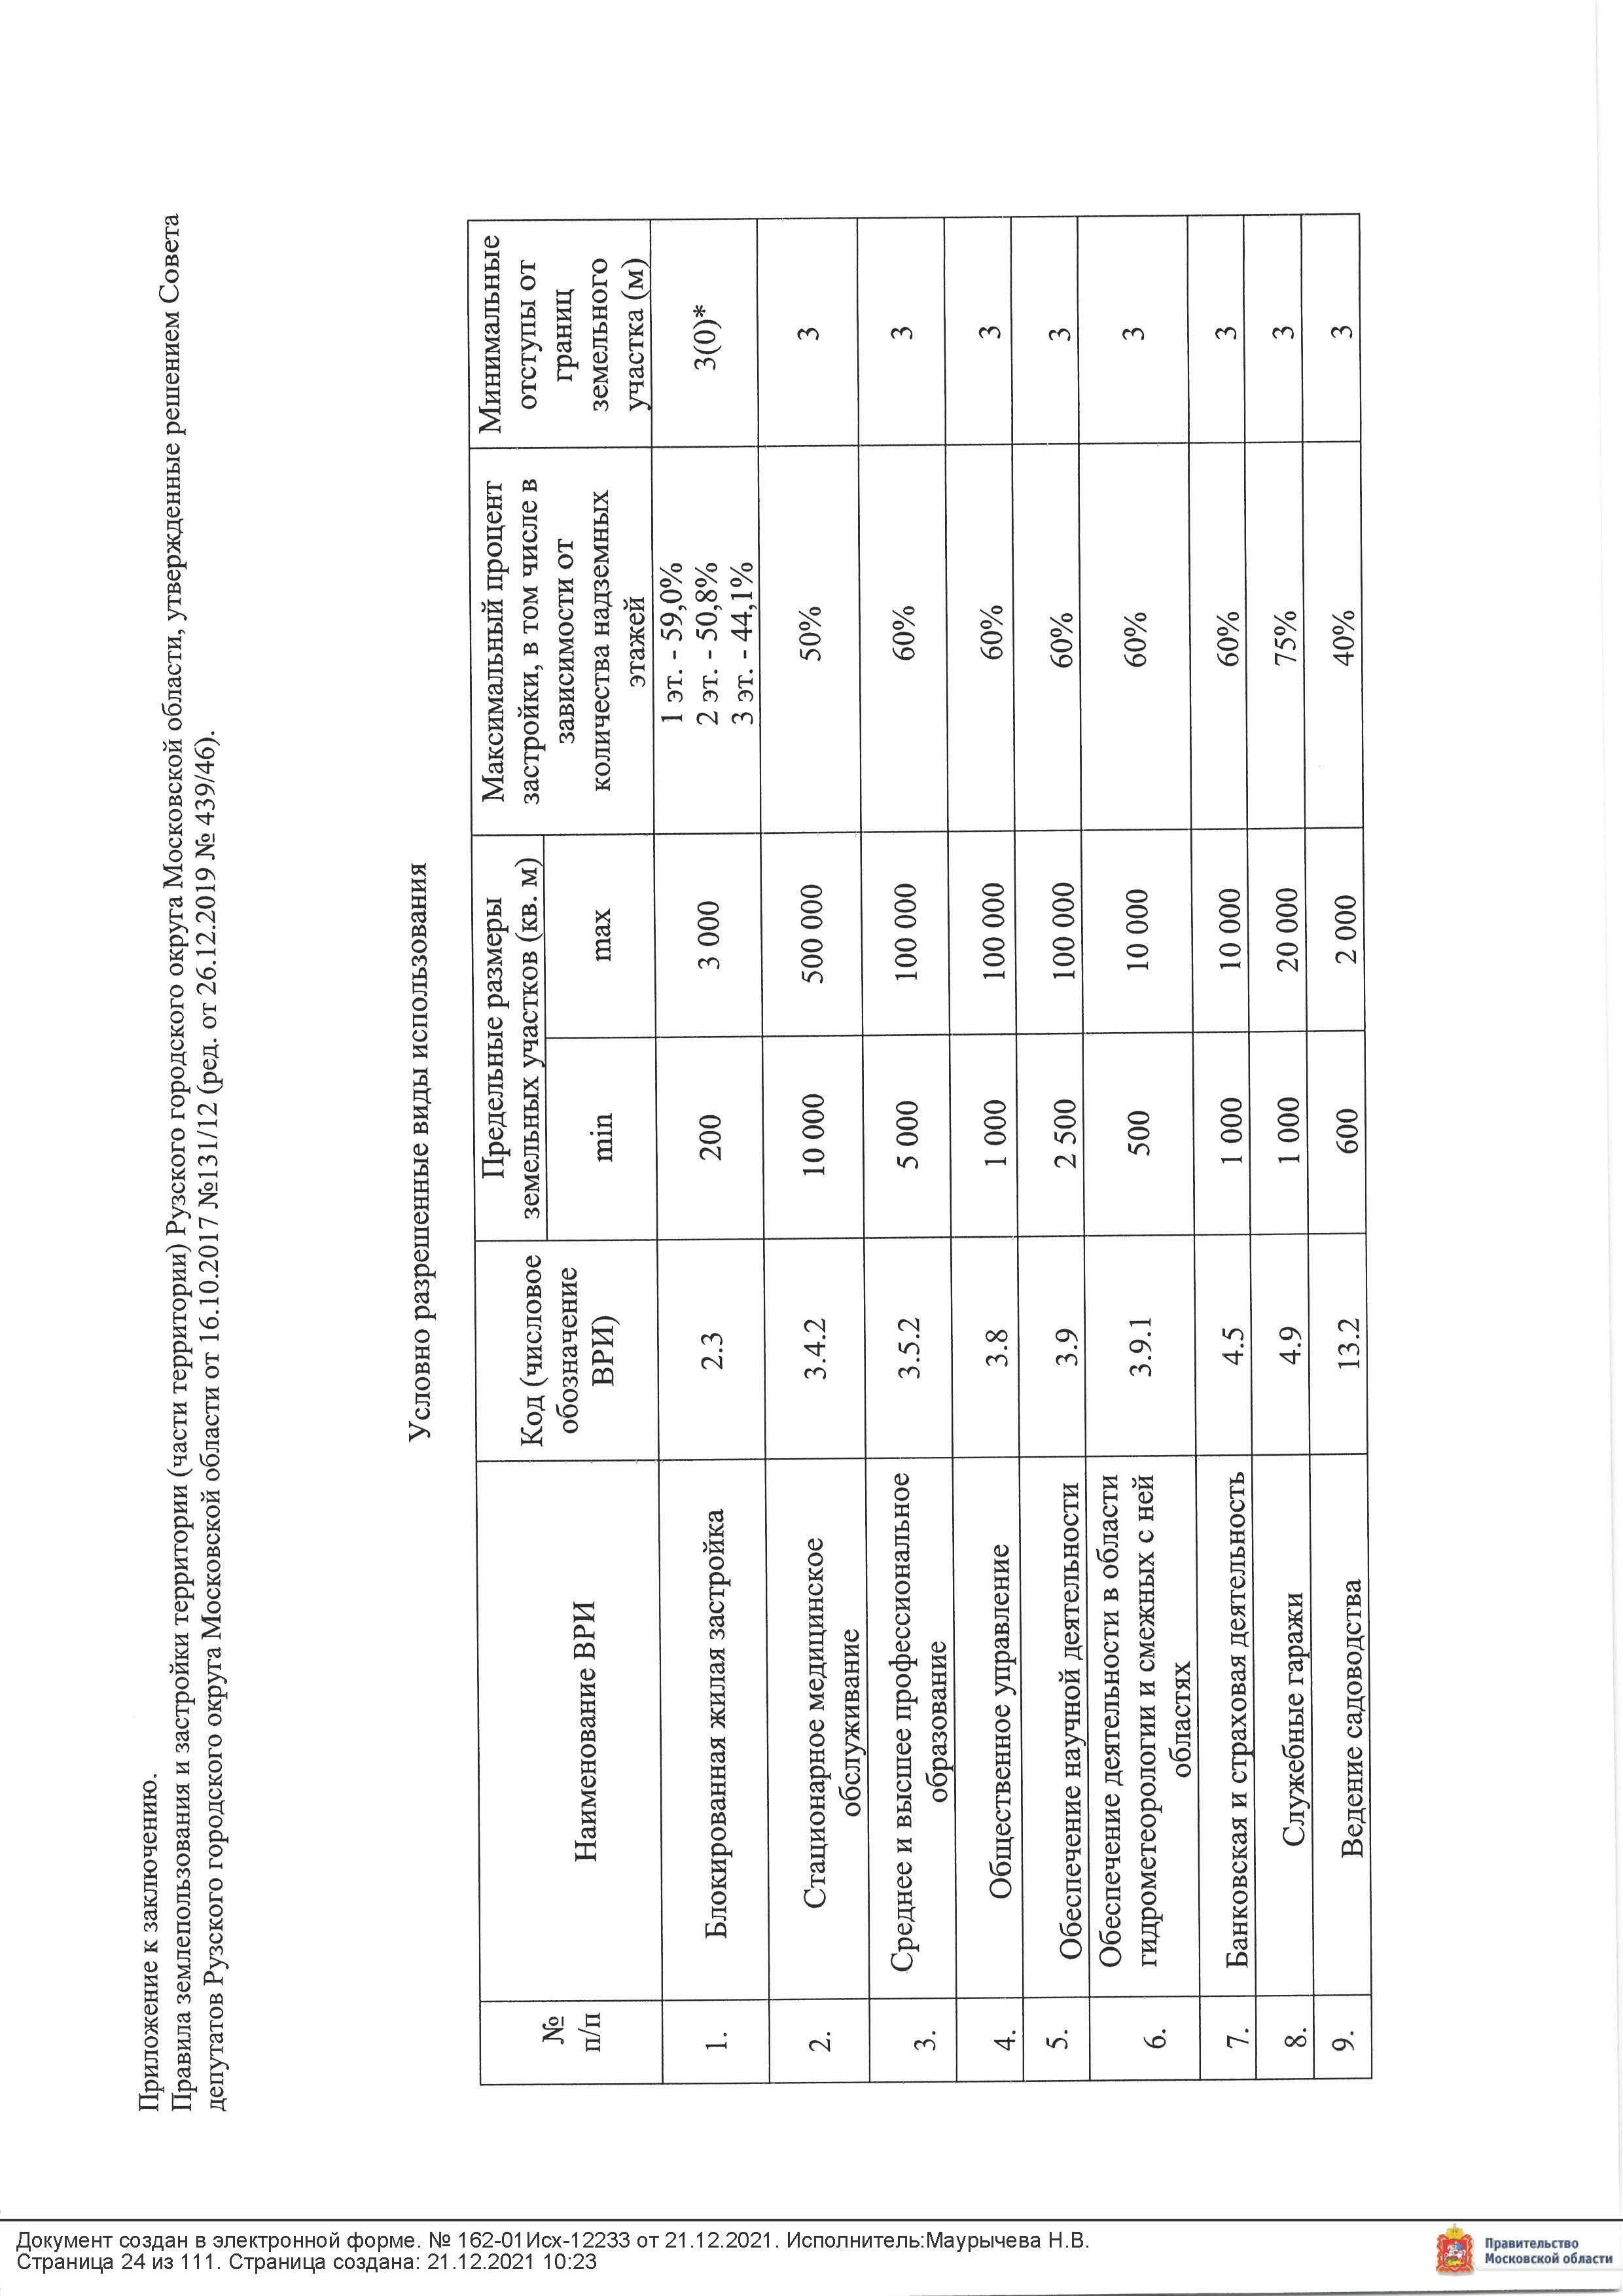 Приложение к заключению.
Правила землепользования и застройки территории (части территории) Рузского городского округа Московской области, утвержденные решением Совета
депутатов Рузского городского округа Московской области от 16.10.2017 №131/12 (ред. от 26.12.2019 № 439/46).
Условно разрешенные виды использования
№
п/п
Наименование ВРИ
Код (числовое
обозначение
ВРИ)
Предельные размеры
земельных участков (кв. м)
min
max
Максимальный процент
застройки, в том числе в
зависимости от
количества надземных
этажей
Минимальные
отступы от
границ
земельного
участка (м)
1.
Блокированная жилая застройка
2.3
200
3 000
1 эт. - 59,0%
2 эт. - 50,8%
3 эт. - 44,1%
3(0)*
2.
Стационарное медицинское
обслуживание
3.4.2
10 000
500 000
50%
3
3.
Среднее и высшее профессиональное
образование
3.5.2
5 000
100 000
60%
3
4.
Общественное управление
3.8
1 000
100 000
60%
3
5.
Обеспечение научной деятельности
3.9
2 500
100 000
60%
3
6.
Обеспечение деятельности в области
гидрометеорологии и смежных с ней
областях
3.9.1
500
10 000
60%
3
7.
Банковская и страховая деятельность
4.5
1 000
10 000
60%
3
8.
Служебные гаражи
4.9
1 000
20 000
75%
3
9.
Ведение садоводства
13.2
600
2 000
40%
3
Документ создан в электронной форме. № 162-01Исх-12233 от 21.12.2021. Исполнитель:Маурычева Н.В.
Страница 24 из 111. Страница создана: 21.12.2021 10:23
Правительство
Московской области